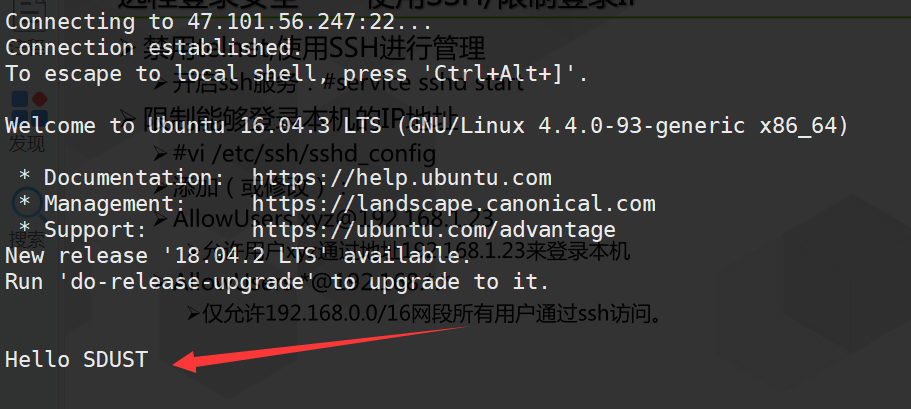 远程登录安全——使用SSH/限制登录IP
Connecting to 47.101.56.247:22...
Connection established.
禁用telnet,使用SSH进行管理
To escape to local shell, press 'Ctrl+Alt+]'.
开启ssh服务：#service sshd start
限制能够登录本机的IP地址
Welcome to Ubuntu 16.04.3 LTS (GNU/Linux 4.4.0-93-generic x86_64)
发现
#vi /etc/ssh/sshd_config
* Documentation:  https://help.ubuntu.com
添加（或修改）：
* Management:     https://landscape.canonical.com
AllowUsers xyz@192.168.1.23
* Support:        https://ubuntu.com/advantage
搜索
允许用户xyz通过地址192.168.1.23来登录本机
New release '18.04.2 LTS' available.
Run 'do-release-upgrade' to upgrade to it.
仅允许192.168.0.0/16网段所有用户通过ssh访问。
Hello SDUST